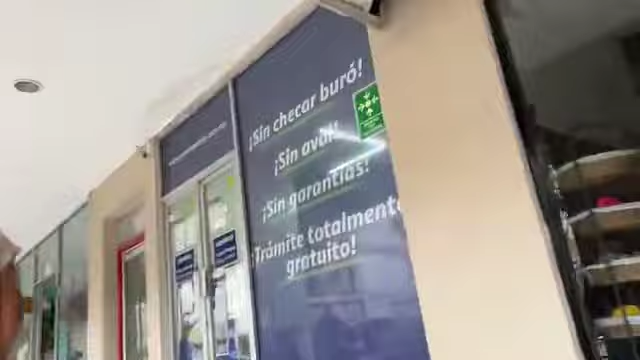 ¡Sin checar buró!
¡Sin aval!
¡Sin garantías!
¡Trámite totalmente
gratuito!